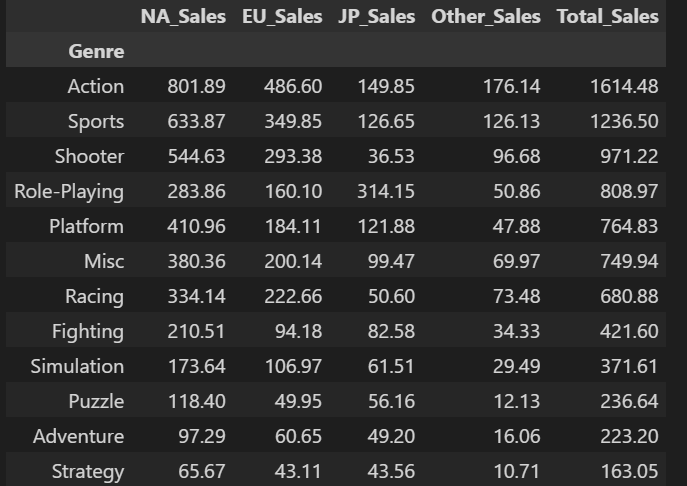 NA_Sales EU_Sales JP_Sales Other_Sales Total_Sales
Genre
Action 801.89 486.60 149.85 176.14 1614.48
Sports 633.87 349.85 126.65 126.13 1236.50
Shooter 544.63 293.38 36.53 96.68 971.22
Role-Playing 283.86 160.10 314.15 50.86 808.97
Platform 410.96 184.11 121.88 47.88 764.83
Misc 380.36 200.14 99.47 69.97 749.94
Racing 334.14 222.66 50.60 73.48 680.88
Fighting 210.51 94.18 82.58 34.33 421.60
Simulation 173.64 106.97 61.51 29.49 371.61
Puzzle 118.40 49.95 56.16 12.13 236.64
Adventure 97.29 60.65 49.20 16.06 223.20
Strategy 65.67 43.11 43.56 10.71 163.05